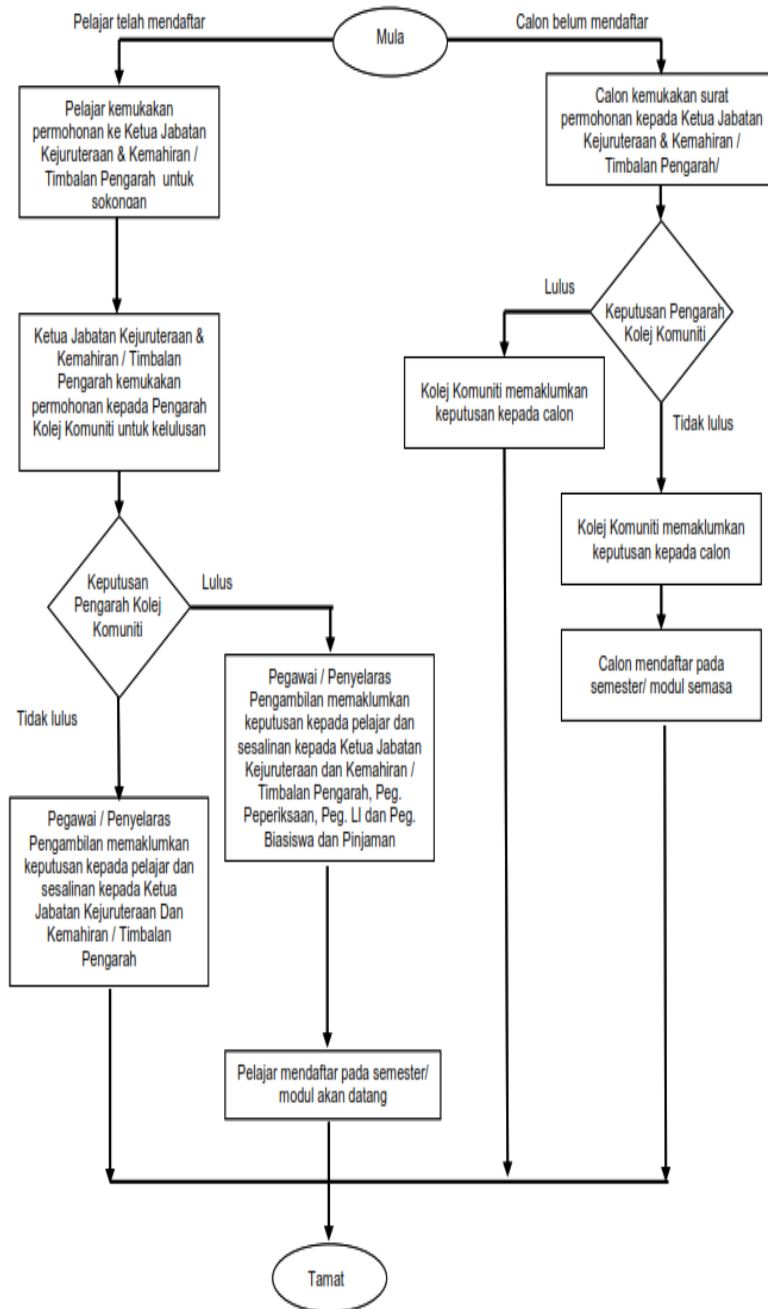 Pelajar telah mendaftar
Mula
Calon belum mendaftar
Pelajar kemukakan
permohonan ke Ketua Jabatan
Kejuruteraan & Kemahiran /
Timbalan Pengarah untuk
sokongan
Calon kemukakan surat
permohonan kepada Ketua Jabatan
Kejuruteraan & Kemahiran /
Timbalan Pengarah/
Ketua Jabatan Kejuruteraan &
Kemahiran / Timbalan
Pengarah kemukakan
permohonan kepada Pengarah
Kolej Komuniti untuk kelulusan
Lulus
Keputusan Pengarah
Kolej Komuniti
Kolej Komuniti memaklumkan
keputusan kepada calon
Tidak lulus
Kolej Komuniti memaklumkan
keputusan kepada calon
Calon mendaftar pada
semester/ modul semasa
Keputusan
Pengarah Kolej
Komuniti
Lulus
Tidak lulus
Pegawai / Penyelaras
Pengambilan memaklumkan
keputusan kepada pelajar dan
sesalinan kepada Ketua Jabatan
Kejuruteraan dan Kemahiran /
Timbalan Pengarah, Peg.
Peperiksaan, Peg. LI dan Peg.
Biasiswa dan Pinjaman
Pegawai / Penyelaras
Pengambilan memaklumkan
keputusan kepada pelajar dan
sesalinan kepada Ketua
Jabatan Kejuruteraan Dan
Kemahiran / Timbalan
Pengarah
Pelajar mendaftar pada semester/
modul akan datang
Tamat